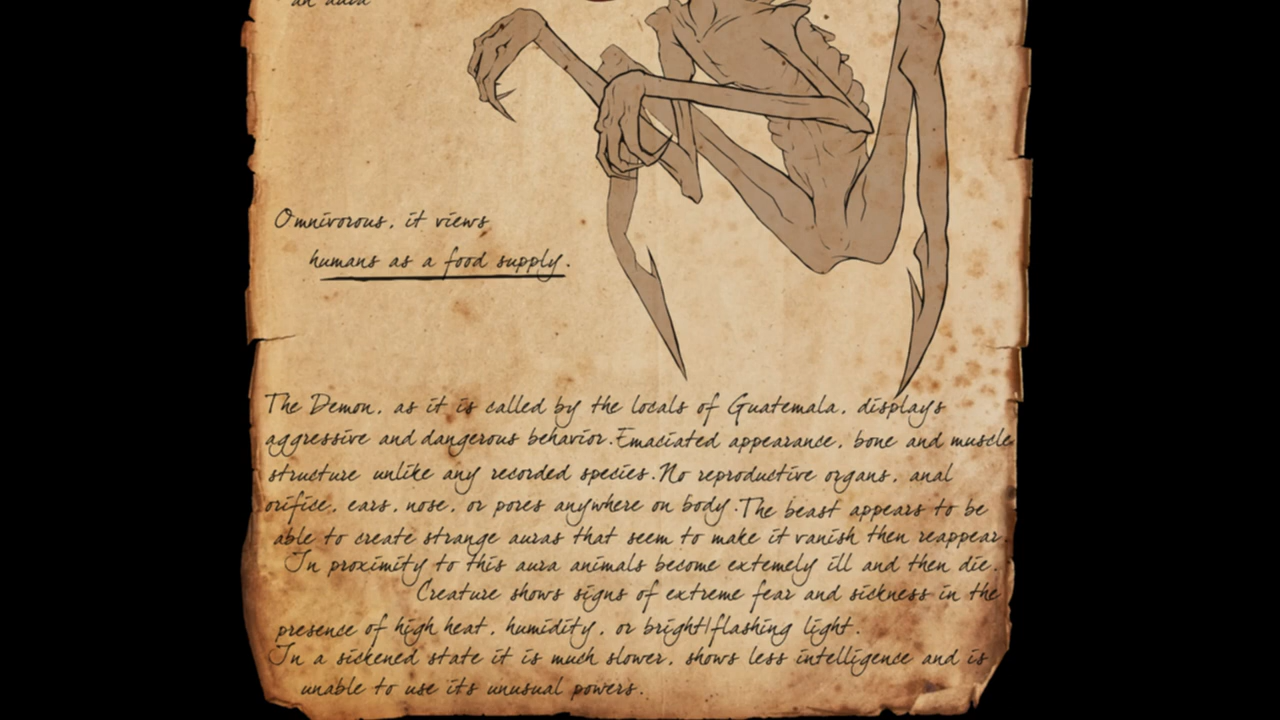 an aura
Omnivorous, it views
humans as a food supply.
The Demon, as it is called by the locals of Guatemala, displays
aggressive and dangerous behavior. Emaciated appearance, bone and muscle
structure unlike any recorded species. No reproductive organs, anal
orifice, ears, nose, or pores anywhere on body. The beast appears to be
able to create strange auras that seem to make it vanish then reappear.
In proximity to this aura animals become extemely ill and then die.
Creature shows signs of extreme fear and sickness in the
presence of high heat, humidity, or bright/flashing light.
In a sickened state it is much slower, shows less intelligence and is
unable to use its unusual powers.